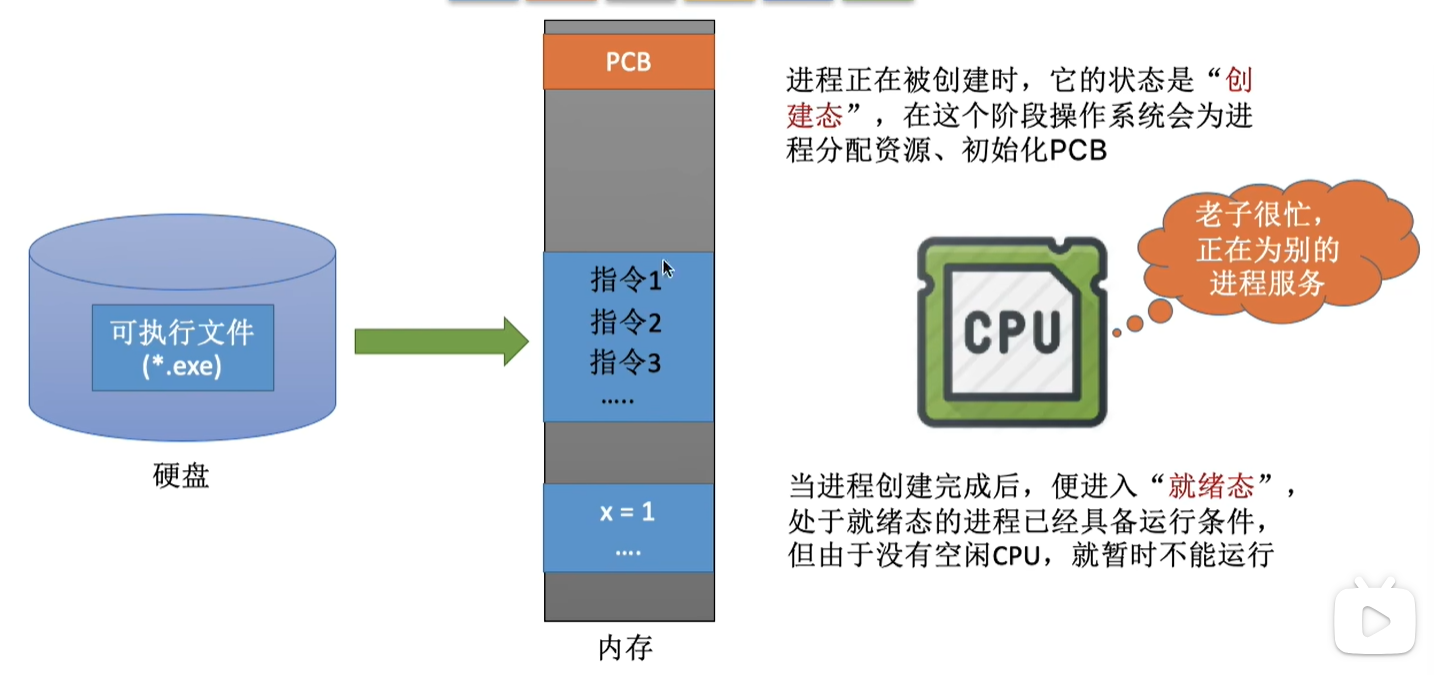 PCB
进程正在被创建时，它的状态是“创
建态”，在这个阶段操作系统会为进
程分配资源、初始化PCB
老子很忙，
正在为别的
进程服务
指令1
指令2
指令3
.....
CPU
可执行文件
(*.exe)
硬盘
当进程创建完成后，便进入“就绪态”，
处于就绪态的进程已经具备运行条件，
但由于没有空闲CPU，就暂时不能运行
x = 1
....
内存